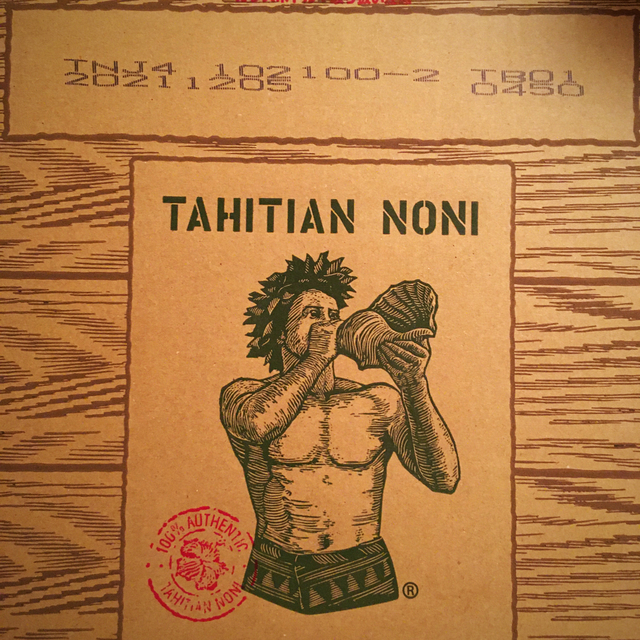 TNJ4 102100-2 TB01
20211205 0450
TAHITIAN NONI
100% AUTHENTIC
TAHITIAN NONI
®